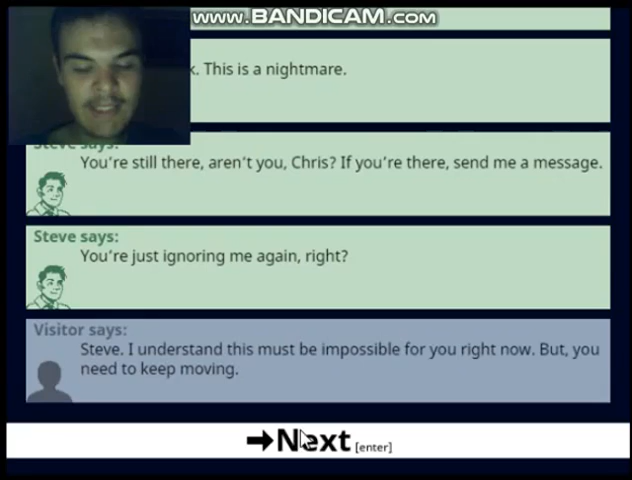 www.BANDICAM.com
. This is a nightmare.
Steve says:
You're still there, aren't you, Chris? If you're there, send me a message.
Steve says:
You're just ignoring me again, right?
Visitor says:
Steve. I understand this must be impossible for you right now. But, you
need to keep moving.
➔Next [enter]